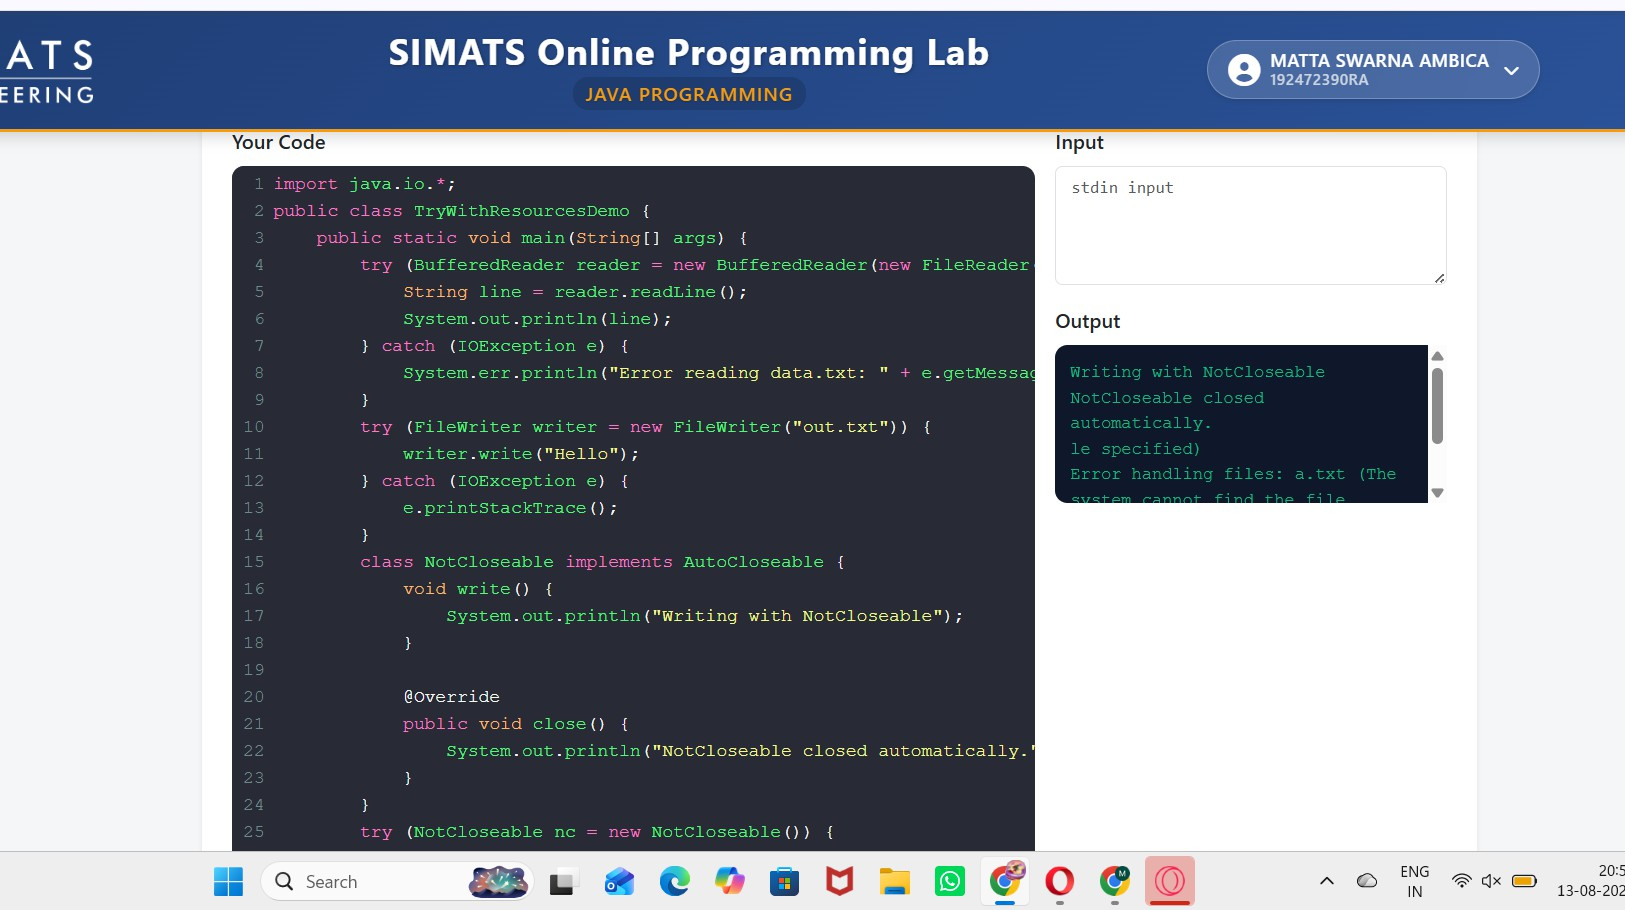 SIMATS Online Programming Lab
JAVA PROGRAMMING
ATS
EERING
MATTA SWARNA AMBICA
192472390RA
Your Code
1 import java.io.*;
2 public class TryWithResourcesDemo {
3 public static void main(String[] args) {
4 try (BufferedReader reader = new BufferedReader(new FileReader
5 String line = reader.readLine();
6 System.out.println(line);
7 } catch (IOException e) {
8 System.err.println("Error reading data.txt: " + e.getMessag
9 }
10 try (FileWriter writer = new FileWriter("out.txt")) {
11 writer.write("Hello");
12 } catch (IOException e) {
13 e.printStackTrace();
14 }
15 class NotCloseable implements AutoCloseable {
16 void write() {
17 System.out.println("Writing with NotCloseable");
18 }
19
20 @Override
21 public void close() {
22 System.out.println("NotCloseable closed automatically."
23 }
24 }
25 try (NotCloseable nc = new NotCloseable()) {
Input
stdin input
Output
Writing with NotCloseable
NotCloseable closed
automatically.
le specified)
Error handling files: a.txt (The
system cannot find the file
Search
ENG
IN
20:5
13-08-202